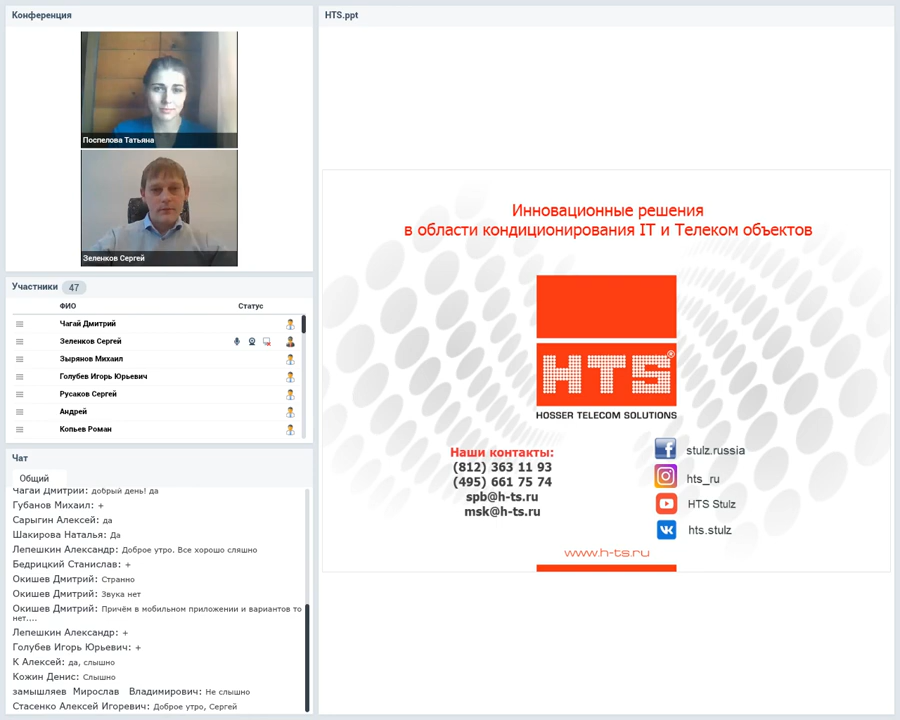 Конференция
Поспелова Татьяна
Зеленков Сергей
Участники 47
ФИО Статус
Чагай Дмитрий
Зеленков Сергей
Зырянов Михаил
Голубев Игорь Юрьевич
Русаков Сергей
Андрей
Копьев Роман
Чат
Общий
Чагай Дмитрий: добрый день! да
Губанов Михаил: +
Сарыгин Алексей: да
Шакирова Наталья: Да
Лепешкин Александр: Доброе утро. Все хорошо сляшно
Бедрицкий Станислав: +
Окишев Дмитрий: Странно
Окишев Дмитрий: Звука нет
Окишев Дмитрий: Причём в мобильном приложении и вариантов то
нет....
Лепешкин Александр: +
Голубев Игорь Юрьевич: +
К Алексей: да, слышно
Кожин Денис: Слышно
замышляев Мирослав Владимирович: Не слышно
Стасенко Алексей Игоревич: Доброе утро, Сергей
HTS.ppt
Инновационные решения
в области кондиционирования IT и Телеком объектов
HTS®
HOSSER TELECOM SOLUTIONS
Наши контакты:
(812) 363 11 93
(495) 661 75 74
spb@h-ts.ru
msk@h-ts.ru
stulz.russia
hts_ru
HTS Stulz
hts.stulz
www.h-ts.ru